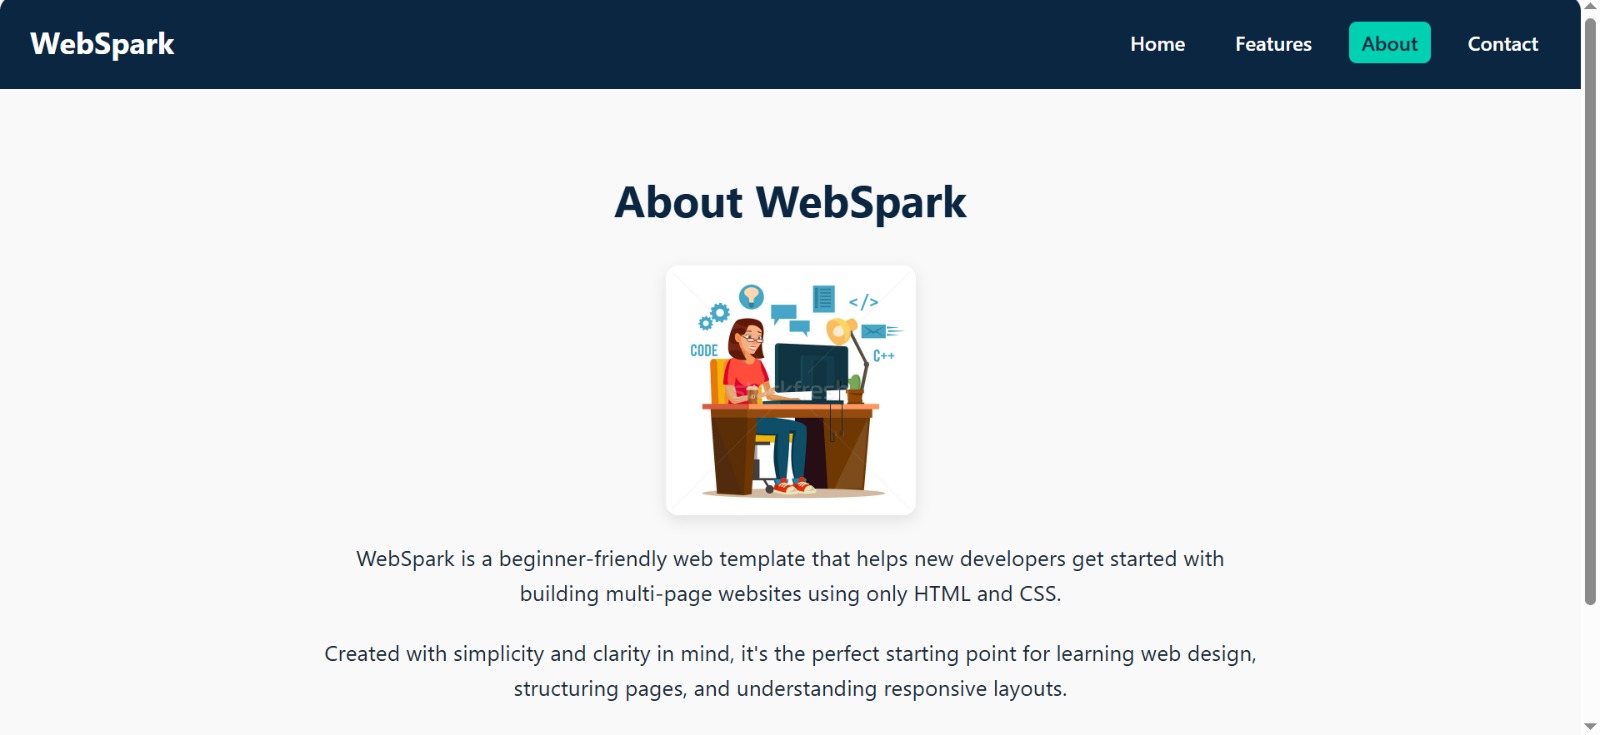 WebSpark
Home Features About Contact
About WebSpark
</>
CODE
C++
WebSpark is a beginner-friendly web template that helps new developers get started with
building multi-page websites using only HTML and CSS.
Created with simplicity and clarity in mind, it's the perfect starting point for learning web design,
structuring pages, and understanding responsive layouts.